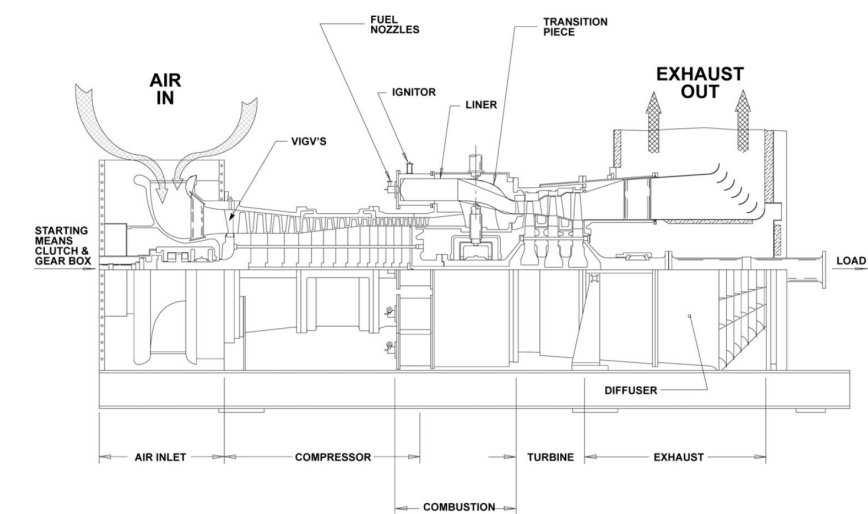 FUEL
NOZZLES
TRANSITION
PIECE
AIR
IN
EXHAUST
OUT
IGNITOR
LINER
VIGV'S
STARTING
MEANS
CLUTCH &
GEAR BOX
LOAD
DIFFUSER
AIR INLET
COMPRESSOR
TURBINE
EXHAUST
COMBUSTION